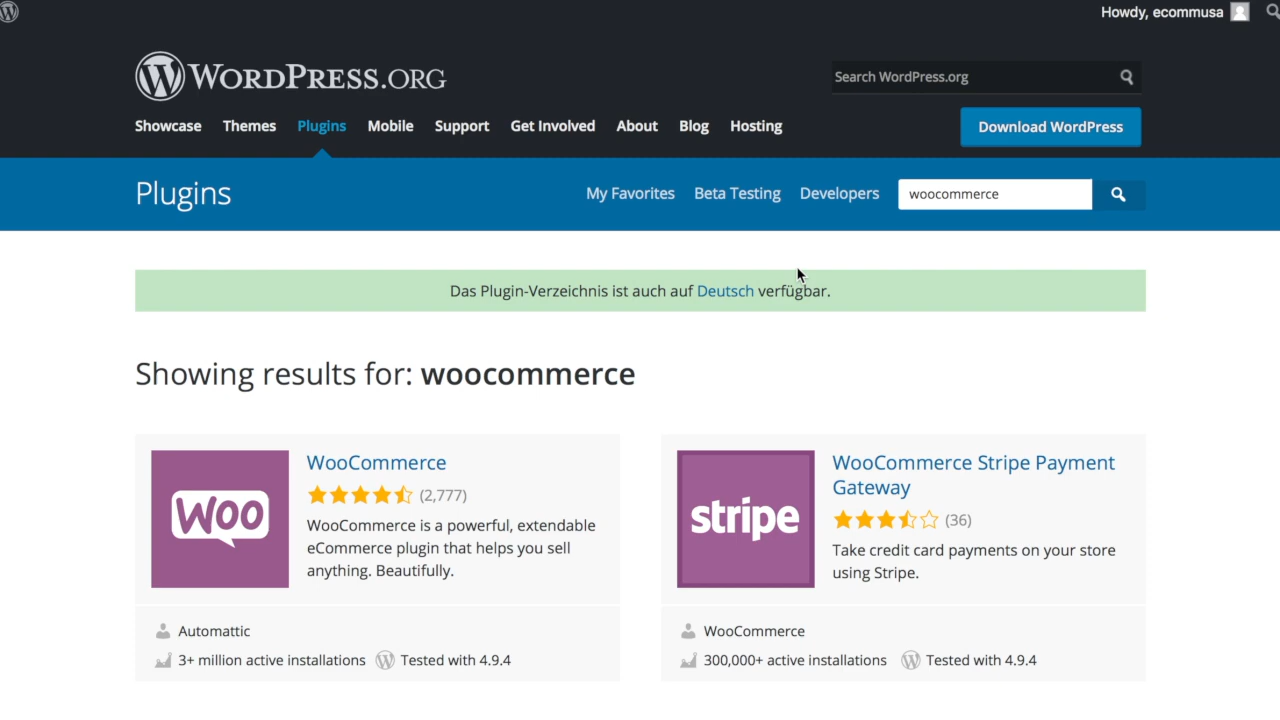 Howdy, ecommusa
WORDPRESS.ORG
Search WordPress.org
Showcase Themes Plugins Mobile Support Get Involved About Blog Hosting
Download WordPress
Plugins
My Favorites Beta Testing Developers
woocommerce
Das Plugin-Verzeichnis ist auch auf Deutsch verfügbar.
Showing results for: woocommerce
woo
WooCommerce
(2,777)
WooCommerce is a powerful, extendable
eCommerce plugin that helps you sell
anything. Beautifully.
Automattic
3+ million active installations Tested with 4.9.4
stripe
WooCommerce Stripe Payment
Gateway
(36)
Take credit card payments on your store
using Stripe.
WooCommerce
300,000+ active installations Tested with 4.9.4